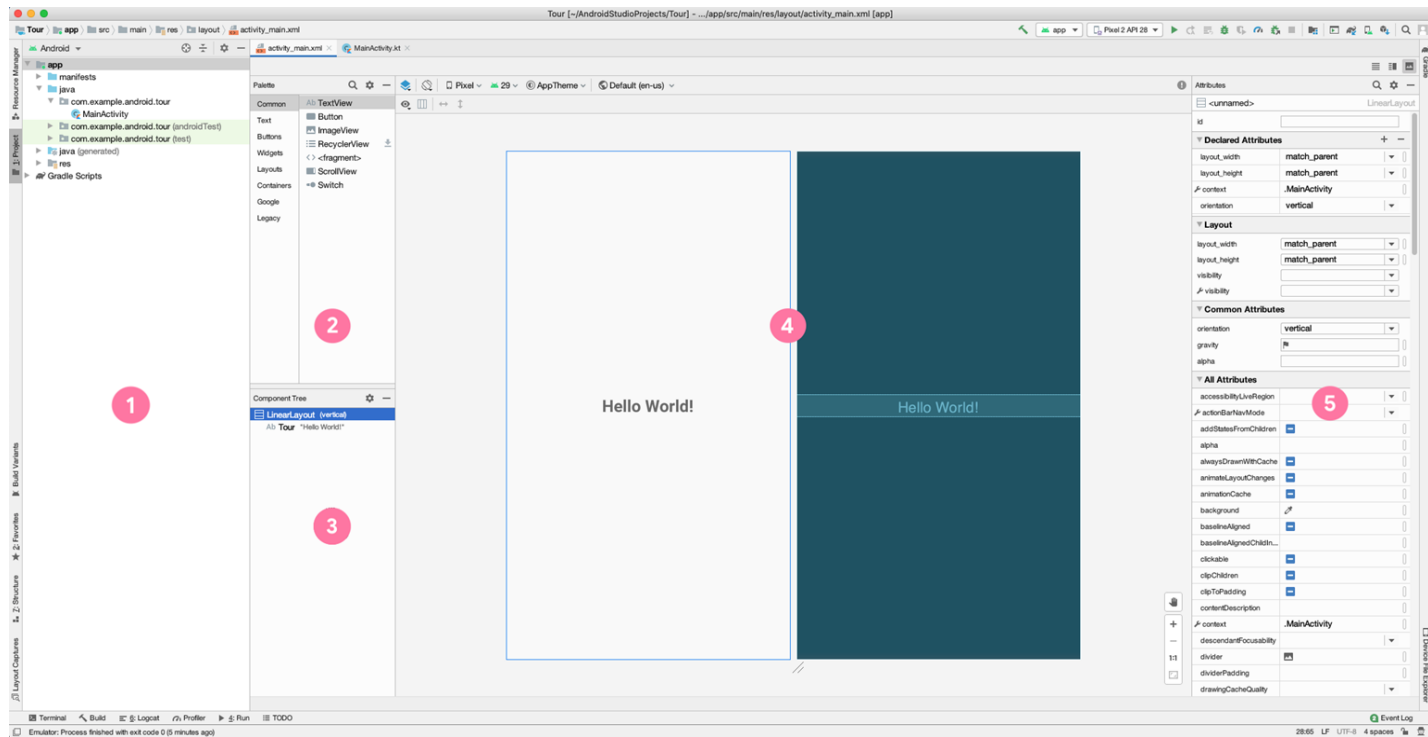 Tour [~/AndroidStudioProjects/Tour] - .../app/src/main/res/layout/activity_main.xml [app]
Tour app src main res layout activity_main.xml
app Pixel 2 API 28
Android
activity_main.xml MainActivity.kt
Resource Manager
1: Project
Build Variants
2: Favorites
Z: Structure
Layout Captures
app
manifests
java
com.example.android.tour
MainActivity
com.example.android.tour (androidTest)
com.example.android.tour (test)
java (generated)
res
Gradle Scripts
1
Palette
Common
Text
Buttons
Widgets
Layouts
Containers
Google
Legacy
Ab TextView
Button
ImageView
RecyclerView
<fragment>
ScrollView
Switch
2
Component Tree
LinearLayout (vertical)
Ab Tour "Hello World!"
3
Pixel 29 AppTheme Default (en-us)
Hello World!
4
Hello World!
1:1
Attributes
<unnamed> LinearLayout
id
Declared Attributes
layout_width match_parent
layout_height match_parent
context .MainActivity
orientation vertical
Layout
layout_width match_parent
layout_height match_parent
visibility
visibility
Common Attributes
orientation vertical
gravity
alpha
All Attributes
accessibilityLiveRegion
5
actionBarNavMode
addStatesFromChildren
alpha
alwaysDrawnWithCache
animateLayoutChanges
animationCache
background
baselineAligned
baselineAlignedChildIn...
clickable
clipChildren
clipToPadding
contentDescription
context .MainActivity
descendantFocusability
divider
dividerPadding
drawingCacheQuality
Gradle
Device File Explorer
Terminal Build 6: Logcat Profiler 4: Run TODO
Event Log
Emulator: Process finished with exit code 0 (5 minutes ago)
28:65 LF UTF-8 4 spaces